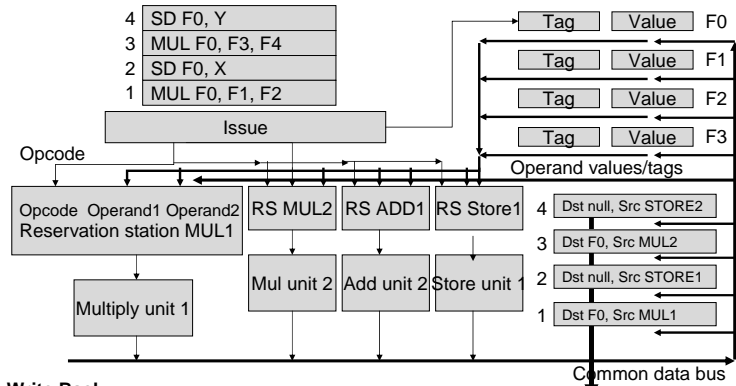 4 SD F0, Y
3 MUL F0, F3, F4
2 SD F0, X
1 MUL F0, F1, F2
Issue
Tag Value F0
Tag Value F1
Tag Value F2
Tag Value F3
Opcode
Operand values/tags
Opcode Operand1 Operand2
Reservation station MUL1
RS MUL2
RS ADD1
RS Store1
Multiply unit 1
Mul unit 2
Add unit 2
Store unit 1
4 Dst null, Src STORE2
3 Dst F0, Src MUL2
2 Dst null, Src STORE1
1 Dst F0, Src MUL1
Common data bus